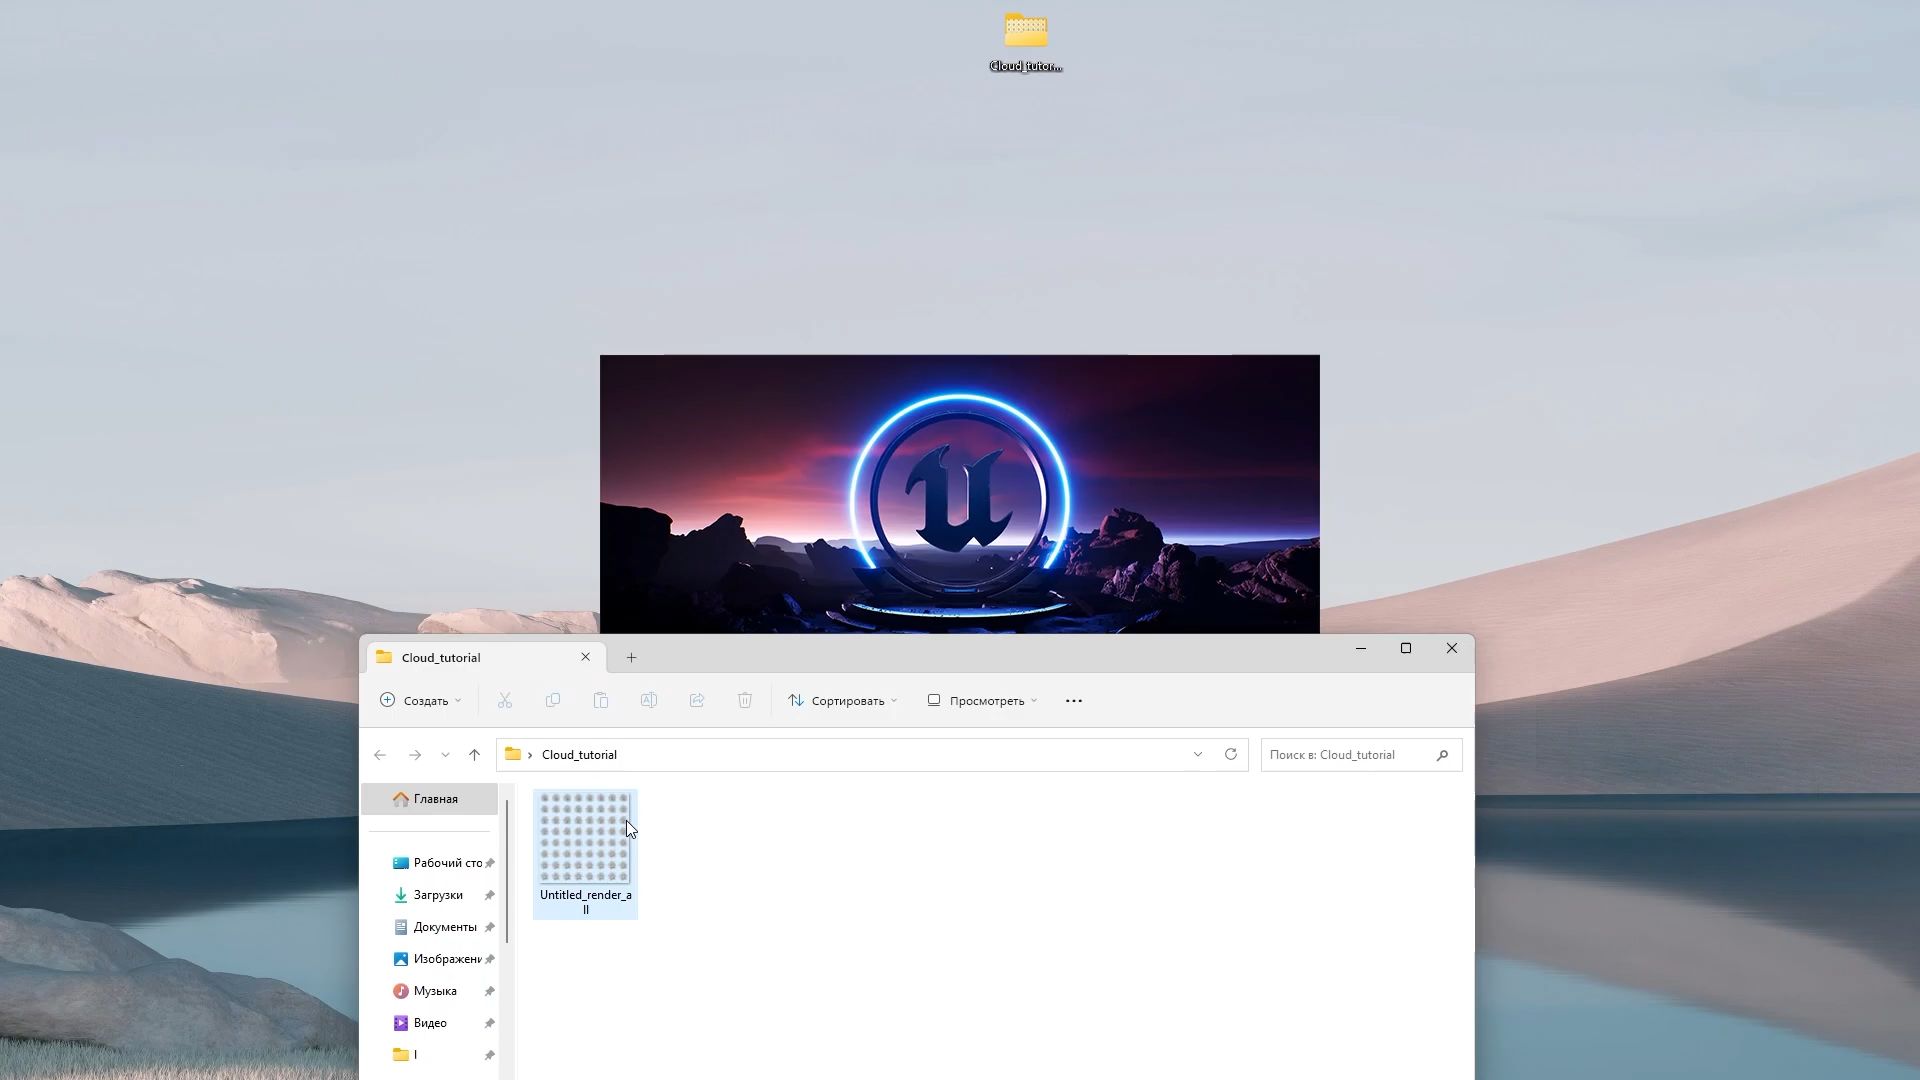 Cloud_tutor...
Cloud_tutorial
Создать
Сортировать
Просмотреть
Cloud_tutorial
Поиск в: Cloud_tutorial
Главная
Рабочий сто
Загрузки
Документы
Изображени
Музыка
Видео
I
Untitled_render_a
ll